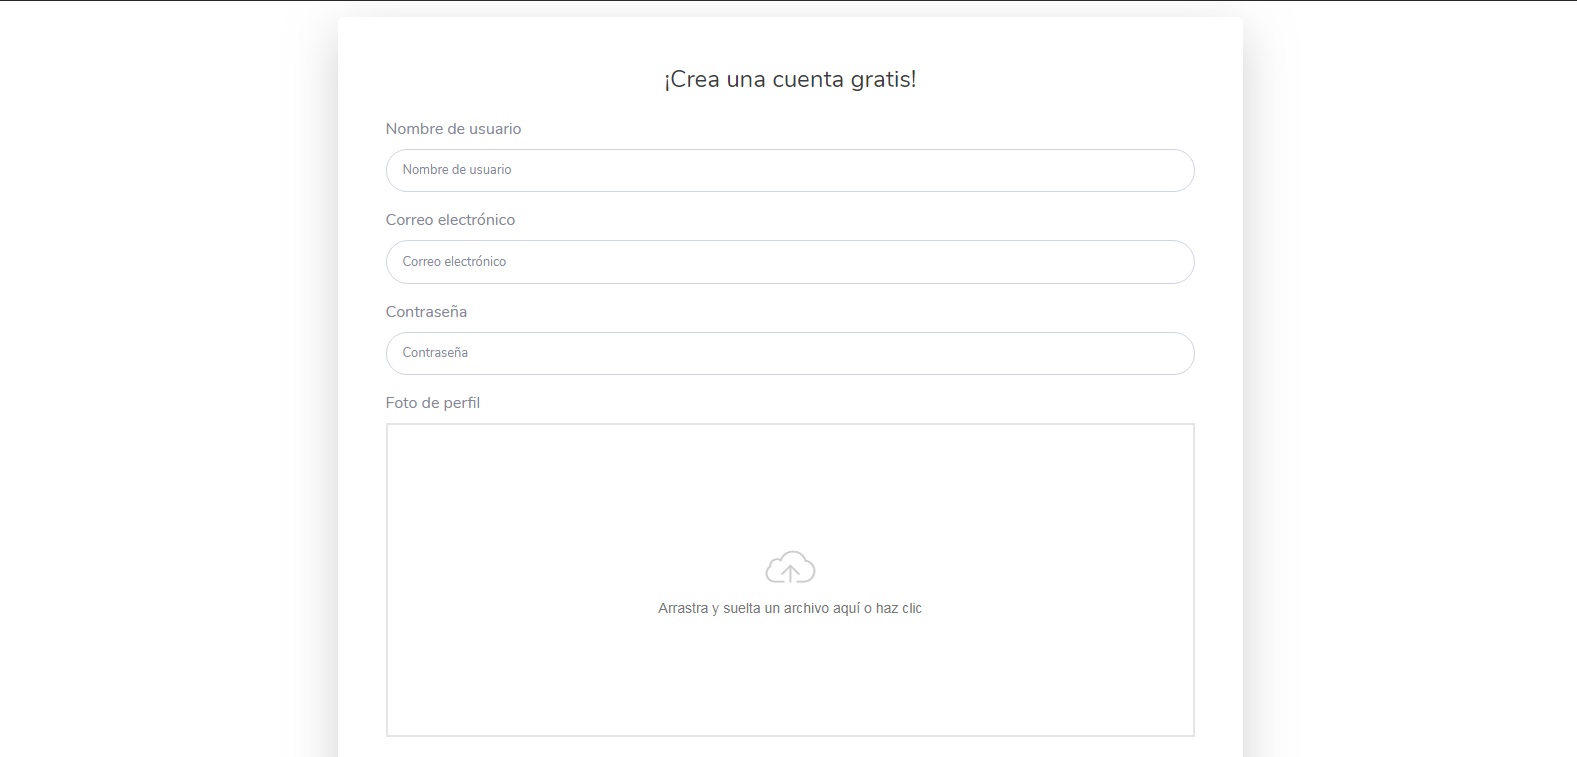 ¡Crea una cuenta gratis!
Nombre de usuario
Nombre de usuario
Correo electrónico
Correo electrónico
Contraseña
Contraseña
Foto de perfil
Arrastra y suelta un archivo aquí o haz clic